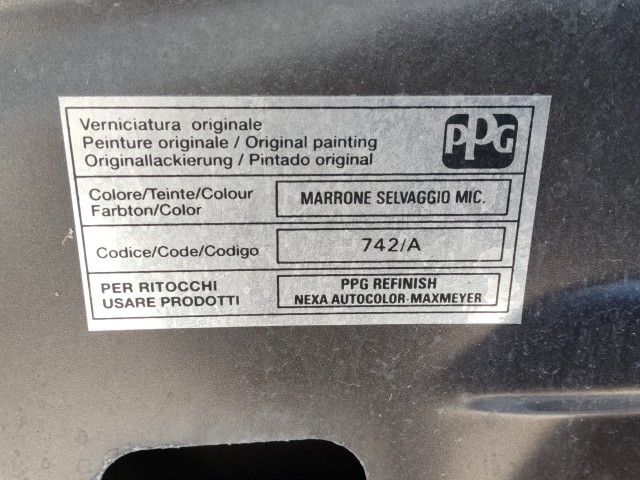 Verniciatura originale
Peinture originale / Original painting
Originallackierung / Pintado original
PPG
Colore/Teinte/Colour
Farbton/Color
MARRONE SELVAGGIO MIC.
Codice/Code/Codigo
742/A
PER RITOCCHI
USARE PRODOTTI
PPG REFINISH
NEXA AUTOCOLOR-MAXMEYER